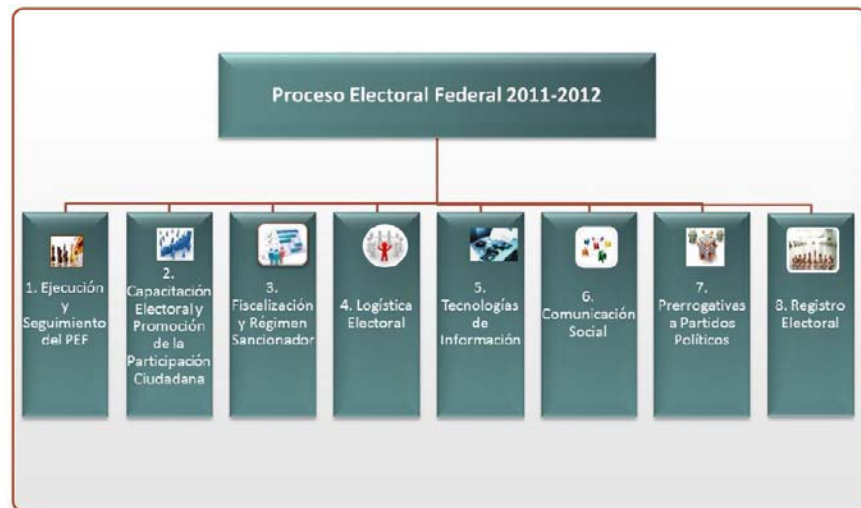 Proceso Electoral Federal 2011-2012
1. Ejecución
y
Seguimiento
del PEF
2.
Capacitación
Electoral y
Promoción
de la
Participación
Ciudadana
3.
Fiscalización
y Régimen
Sancionador
4. Logística
Electoral
5.
Tecnologías
de
Información
6.
Comunicación
Social
7.
Prerrogativas
a Partidos
Políticos
8. Registro
Electoral